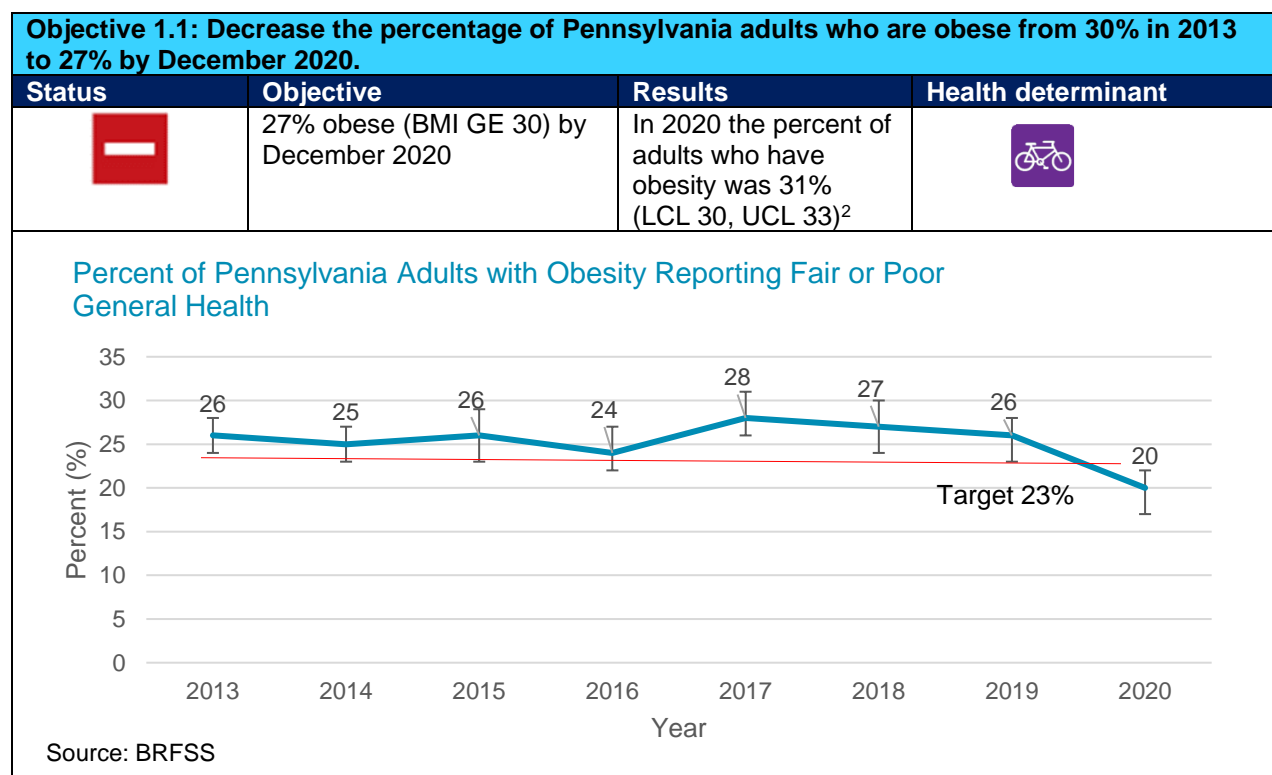 Objective 1.1: Decrease the percentage of Pennsylvania adults who are obese from 30% in 2013
to 27% by December 2020.
Status
Objective
Results
Health determinant
27% obese (BMI GE 30) by
December 2020
In 2020 the percent of
adults who have
obesity was 31%
(LCL 30, UCL 33)2
Percent of Pennsylvania Adults with Obesity Reporting Fair or Poor
General Health
Percent (%)
35
30
25
20
15
10
5
0
26
25
26
24
28
27
26
20
Target 23%
2013
2014
2015
2016
2017
2018
2019
2020
Year
Source: BRFSS